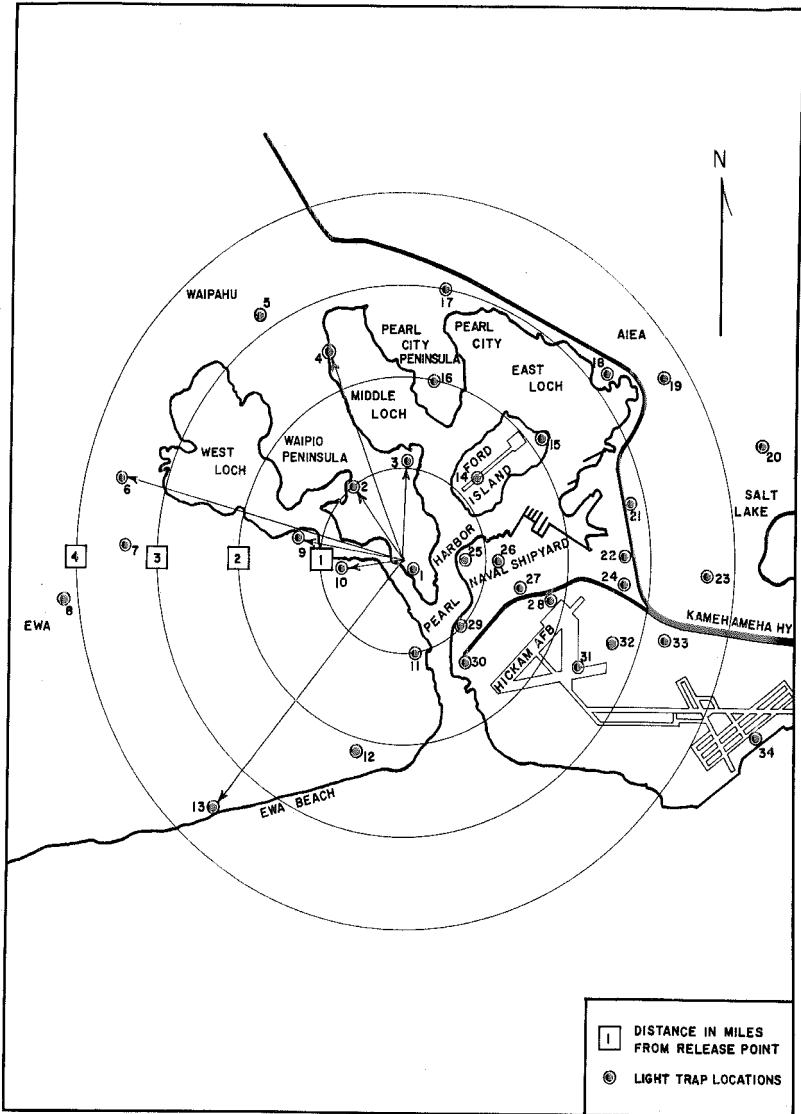 N
17
WAIPAHU
5
AIEA
PEARL
CITY
PENINSULA
PEARL
CITY
4
18
19
EAST
LOCH
16
MIDDLE
LOCH
15
20
WEST
LOCH
WAIPIO
PENINSULA
3
FORD
ISLAND
14
6
2
SALT
LAKE
21
HARBOR
NAVAL SHIPYARD
9
7
4
3
2
1
10
1
25
26
22
23
24
27
8
EWA
28
PEARL
29
KAMEHAMEHA HY
HICKAM AFB
32
33
11
30
31
12
34
13
EWA BEACH
1 DISTANCE IN MILES
FROM RELEASE POINT
LIGHT TRAP LOCATIONS